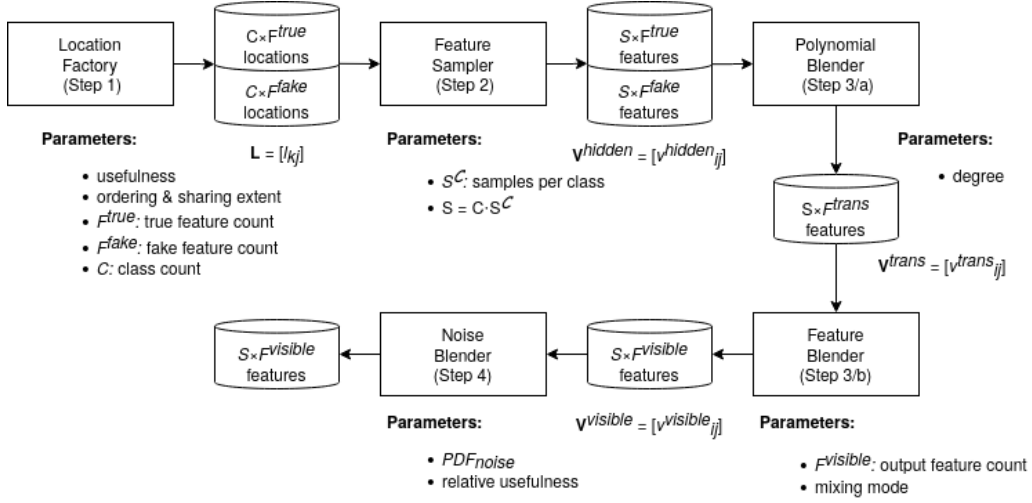 Location
Factory
(Step 1)
C×F^true
locations
C×F^fake
locations
Feature
Sampler
(Step 2)
S×F^true
features
S×F^fake
features
Polynomial
Blender
(Step 3/a)
Parameters:
• usefulness
• ordering & sharing extent
• F^true: true feature count
• F^fake: fake feature count
• C: class count
L = [l_kj]
Parameters:
• S^C: samples per class
• S = C·S^C
V^hidden = [v^hidden_ij]
Parameters:
• degree
S×F^trans
features
V^trans = [v^trans_ij]
Feature
Blender
(Step 3/b)
S×F^visible
features
Noise
Blender
(Step 4)
S×F^visible
features
Parameters:
• PDF_noise
• relative usefulness
V^visible = [v^visible_ij]
Parameters:
• F^visible: output feature count
• mixing mode